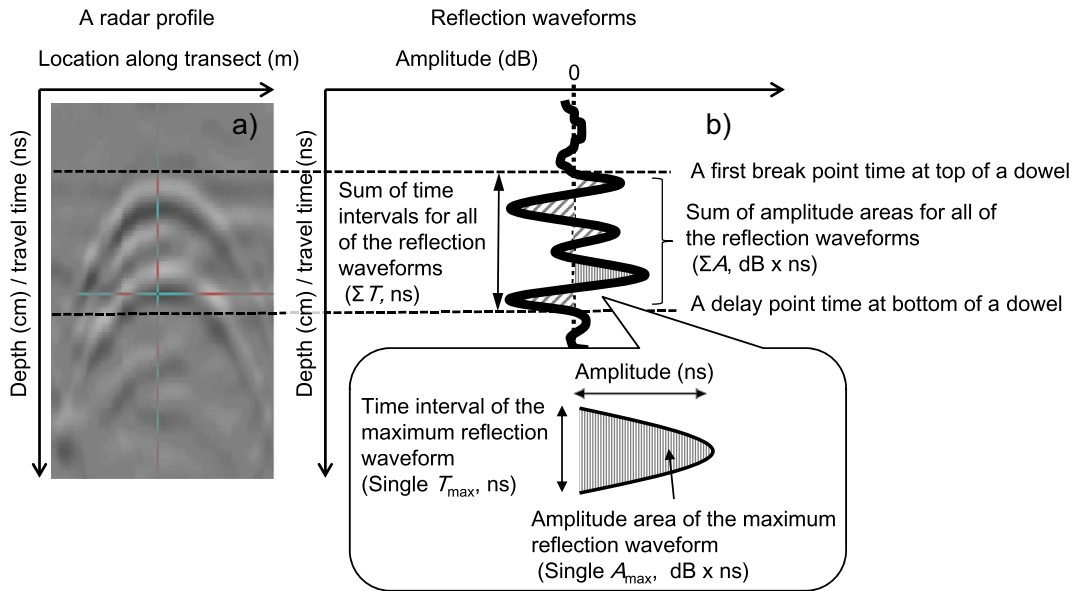 A radar profile
Reflection waveforms
Location along transect (m)
Amplitude (dB)
0
a)
b)
Depth (cm) / travel time (ns)
Depth (cm) / travel time (ns)
A first break point time at top of a dowel
Sum of time
intervals for all
of the reflection
waveforms
(Σ T, ns)
Sum of amplitude areas for all of
the reflection waveforms
(ΣA, dB x ns)
A delay point time at bottom of a dowel
Amplitude (ns)
Time interval of the
maximum reflection
waveform
(Single Tmax, ns)
Amplitude area of the maximum
reflection waveform
(Single Amax, dB x ns)